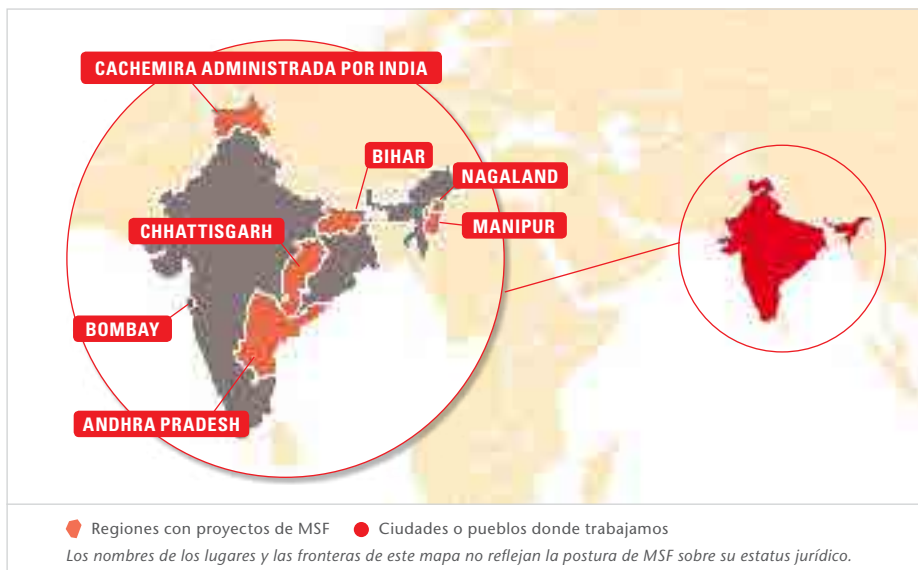 CACHEMIRA ADMINISTRADA POR INDIA
BIHAR
NAGALAND
CHHATTISGARH
MANIPUR
BOMBAY
ANDHRA PRADESH
Regiones con proyectos de MSF
Ciudades o pueblos donde trabajamos
Los nombres de los lugares y las fronteras de este mapa no reflejan la postura de MSF sobre su estatus jurídico.